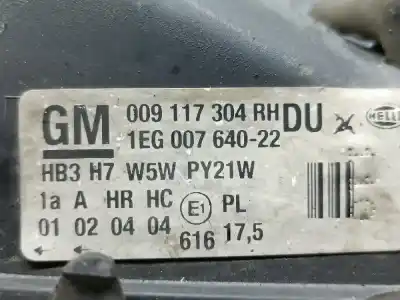 GM 009 117 304 RH DU HELLA
1EG 007 640-22
HB3 H7 W5W PY21W
1a A HR HC E1 PL
01 02 04 04 616 17,5